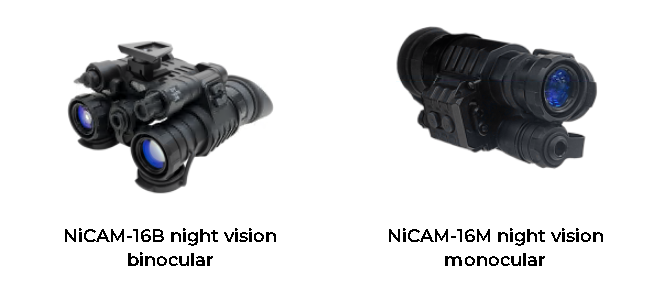 NiCAM-16B night vision
binocular
NiCAM-16M night vision
monocular